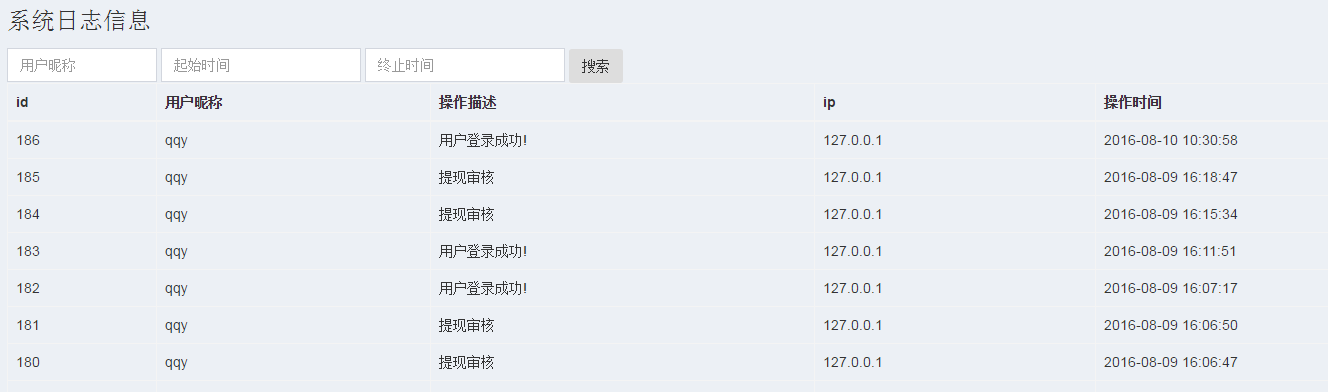 系统日志信息
用户昵称 起始时间 终止时间 搜索
id 用户昵称 操作描述 ip 操作时间
186 qqy 用户登录成功! 127.0.0.1 2016-08-10 10:30:58
185 qqy 提现审核 127.0.0.1 2016-08-09 16:18:47
184 qqy 提现审核 127.0.0.1 2016-08-09 16:15:34
183 qqy 用户登录成功! 127.0.0.1 2016-08-09 16:11:51
182 qqy 用户登录成功! 127.0.0.1 2016-08-09 16:07:17
181 qqy 提现审核 127.0.0.1 2016-08-09 16:06:50
180 qqy 提现审核 127.0.0.1 2016-08-09 16:06:47